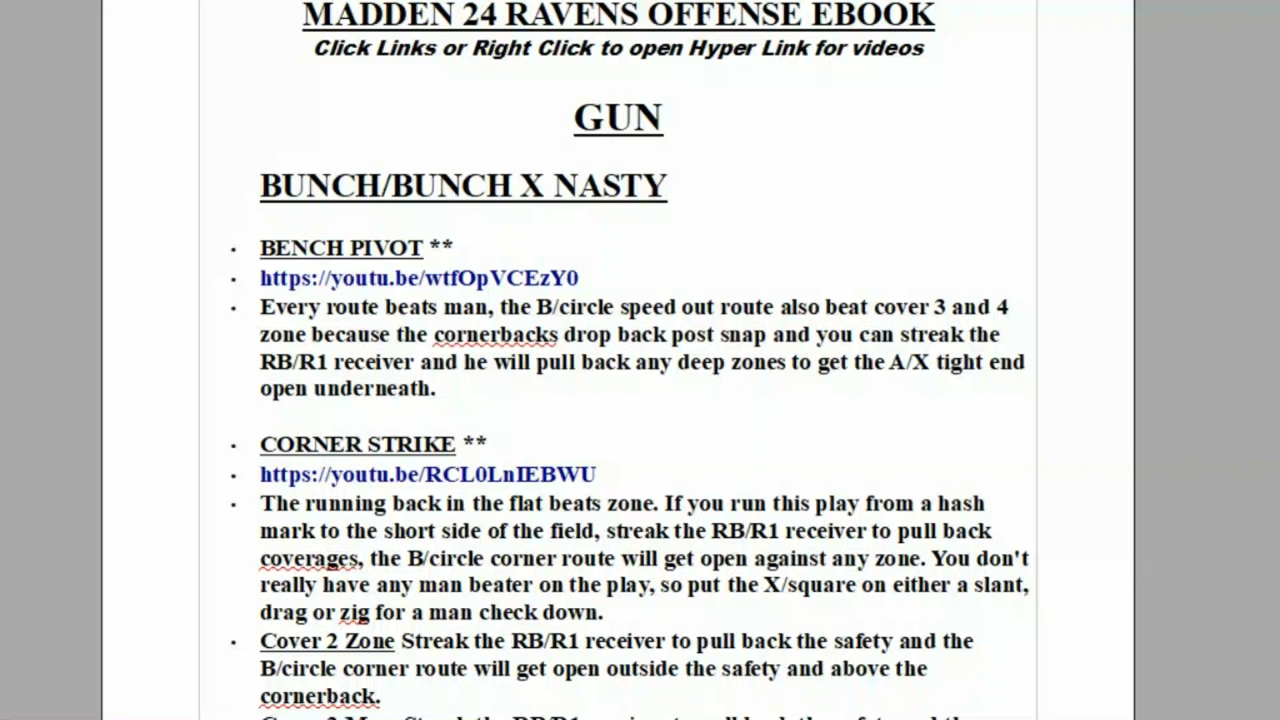 MADDEN 24 RAVENS OFFENSE EBOOK
Click Links or Right Click to open Hyper Link for videos
GUN
BUNCH/BUNCH X NASTY
· BENCH PIVOT **
· https://youtu.be/wtfOpVCEzY0
· Every route beats man, the B/circle speed out route also beat cover 3 and 4
zone because the cornerbacks drop back post snap and you can streak the
RB/R1 receiver and he will pull back any deep zones to get the A/X tight end
open underneath.
· CORNER STRIKE **
· https://youtu.be/RCL0LnIEBWU
· The running back in the flat beats zone. If you run this play from a hash
mark to the short side of the field, streak the RB/R1 receiver to pull back
coverages, the B/circle corner route will get open against any zone. You don't
really have any man beater on the play, so put the X/square on either a slant,
drag or zig for a man check down.
· Cover 2 Zone Streak the RB/R1 receiver to pull back the safety and the
B/circle corner route will get open outside the safety and above the
cornerback.